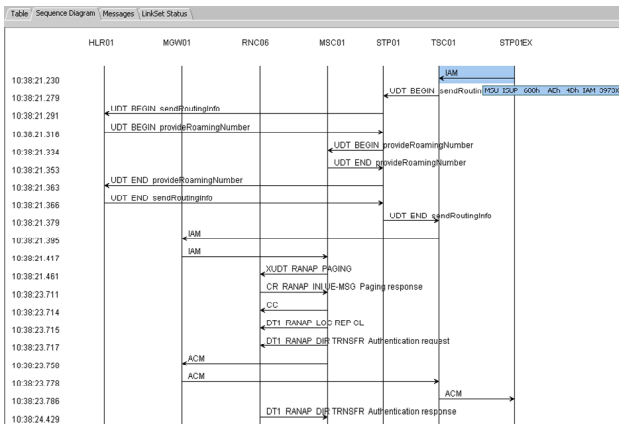 Table Sequence Diagram Messages LinkSet Status
HLR01 MGW01 RNC06 MSC01 STP01 TSC01 STP01EX
IAM
10:38:21.230
UDT BEGIN sendRoutin MSU ISUP 600h AEh 4Dh IAM 3973X
10:38:21.279
UDT BEGIN sendRoutingInfo
10:38:21.291
UDT BEGIN provideRoamingNumber
10:38:21.316
UDT BEGIN provideRoamingNumber
10:38:21.334
UDT END provideRoamingNumber
10:38:21.353
UDT END provideRoamingNumber
10:38:21.363
UDT END sendRoutingInfo
10:38:21.366
UDT END sendRoutingInfo
10:38:21.379
IAM
10:38:21.395
IAM
10:38:21.417
XUDT RANAP PAGING
10:38:21.461
CR RANAP INI UE-MSG Paging response
10:38:23.711
CC
10:38:23.714
DT1 RANAP LOC REP CL
10:38:23.715
DT1 RANAP DIR TRNSFR Authentication request
10:38:23.717
ACM
10:38:23.758
ACM
10:38:23.778
ACM
10:38:23.786
DT1 RANAP DIR TRNSFR Authentication response
10:38:24.429